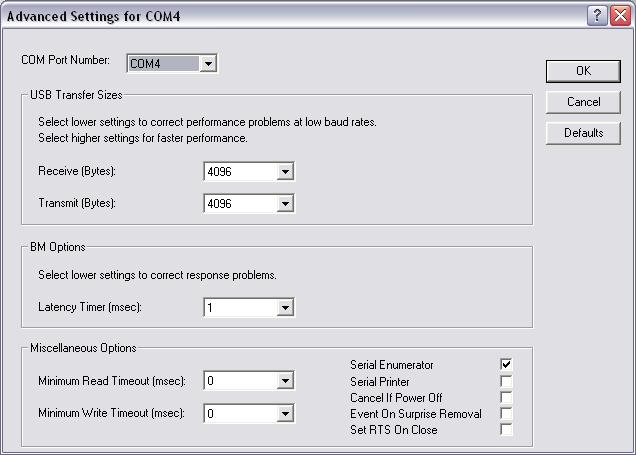 Advanced Settings for COM4
COM Port Number: COM4
OK
USB Transfer Sizes
Cancel
Select lower settings to correct performance problems at low baud rates.
Select higher settings for faster performance.
Defaults
Receive (Bytes): 4096
Transmit (Bytes): 4096
BM Options
Select lower settings to correct response problems.
Latency Timer (msec): 1
Miscellaneous Options
Minimum Read Timeout (msec): 0
Minimum Write Timeout (msec): 0
Serial Enumerator
Serial Printer
Cancel If Power Off
Event On Surprise Removal
Set RTS On Close